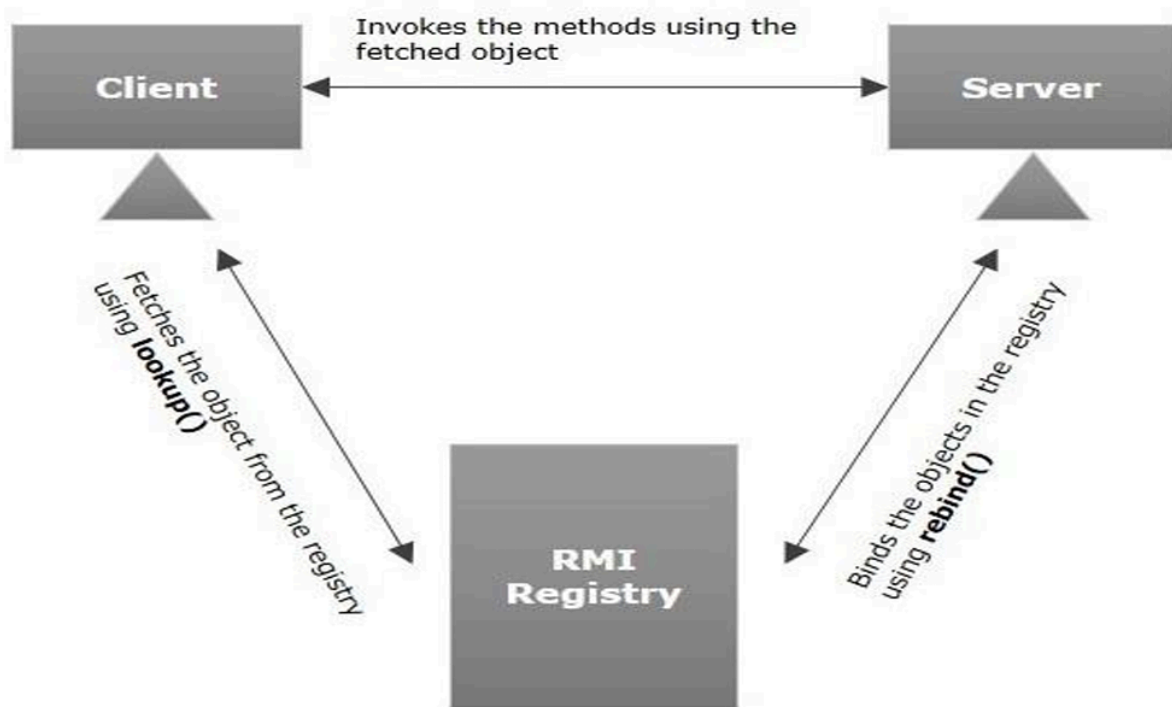 Invokes the methods using the
fetched object
Client
Server
Fetches the object from the registry
using lookup()
Binds the objects in the registry
using rebind()
RMI
Registry